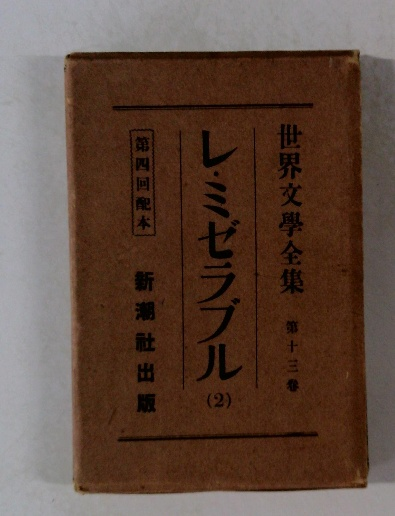 世界文學全集 第十三卷
レ・ミゼラブル (2)
第四回配本
新潮社出版